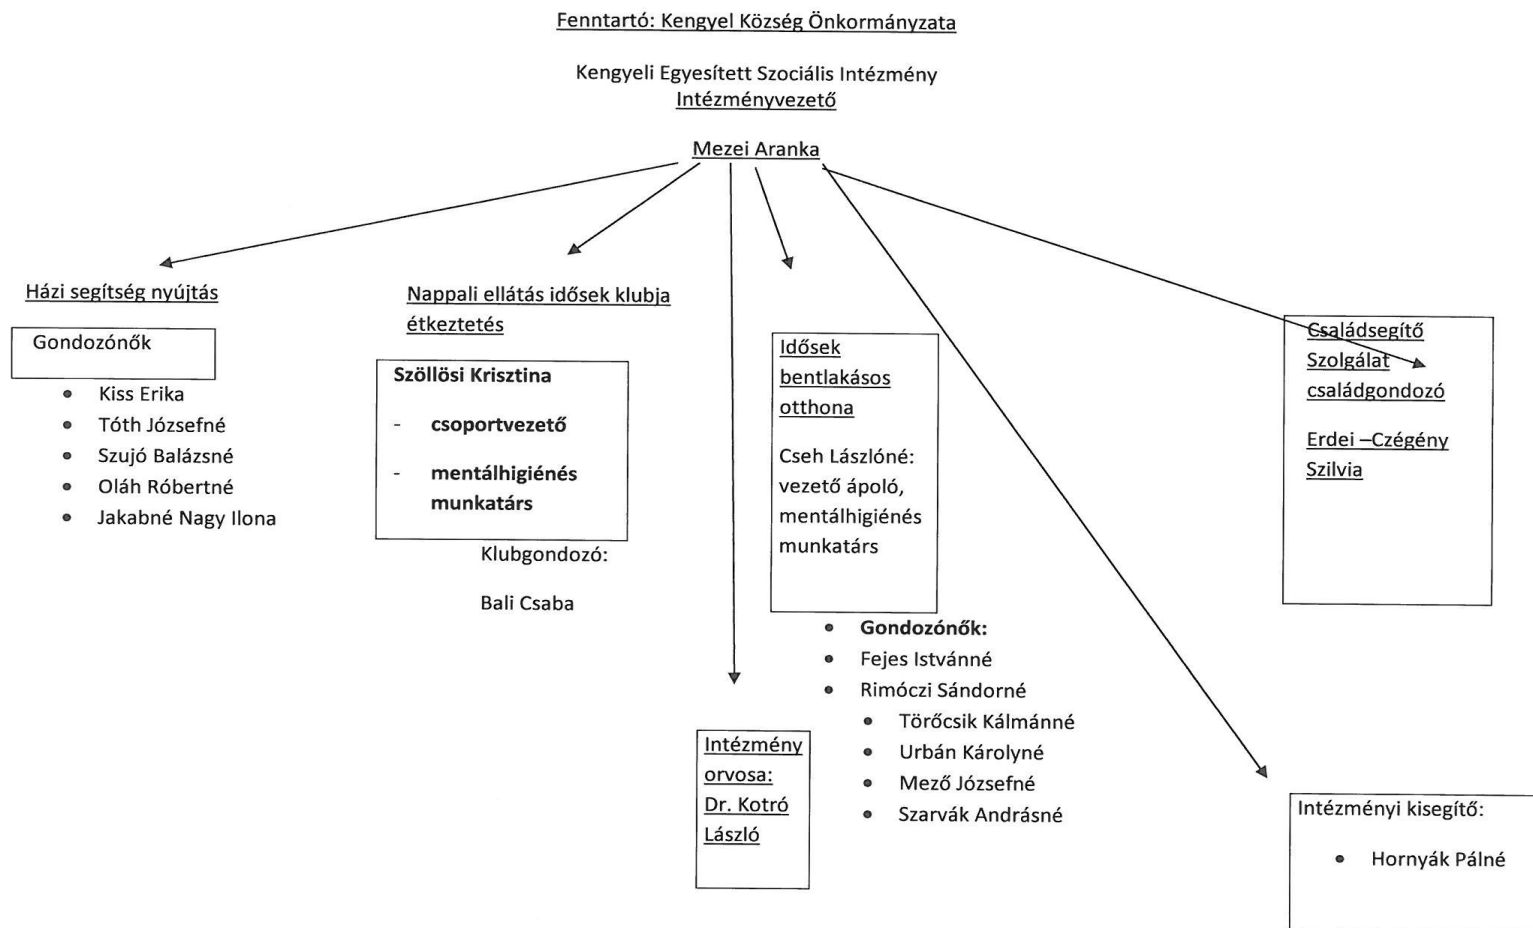 Fenntartó: Kengyel Község Önkormányzata
Kengyeli Egyesített Szociális Intézmény
Intézményvezető
Mezei Aranka
Házi segítség nyújtás
Gondozónők
• Kiss Erika
• Tóth Józsefné
• Szujó Balázsné
• Oláh Róbertné
• Jakabné Nagy Ilona
Nappali ellátás idősek klubja
étkeztetés
Szöllösi Krisztina
- csoportvezető
- mentálhigiénés
munkatárs
Klubgondozó:
Bali Csaba
Intézmény
orvosa:
Dr. Kotró
László
Idősek
bentlakásos
otthona
Cseh Lászlóné:
vezető ápoló,
mentálhigiénés
munkatárs
• Gondozónők:
• Fejes Istvánné
• Rimóczi Sándorné
• Törőcsik Kálmánné
• Urbán Károlyné
• Mező Józsefné
• Szarvák Andrásné
Családsegítő
Szolgálat
családgondozó
Erdei –Czégény
Szilvia
Intézményi kisegítő:
• Hornyák Pálné